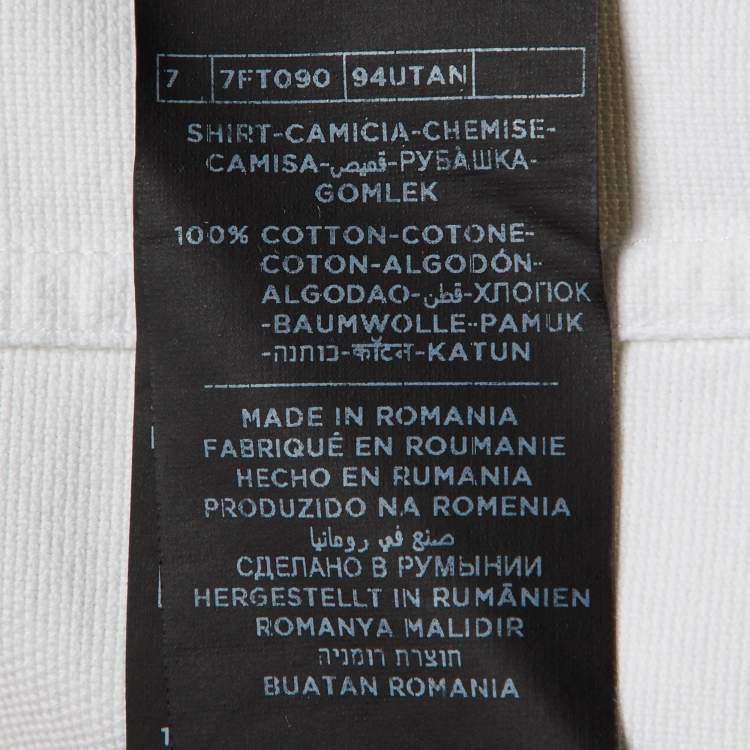 7 7FT090 94UTAN
SHIRT-CAMICIA-CHEMISE-
CAMISA-قميص-РУБАШКА-
GOMLEK
100% COTTON-COTONE-
COTON-ALGODÓN-
ALGODAO-قطن-ХЛОПОК
-BAUMWOLLE-PAMUK
-כותנה-कॉटन-KATUN
MADE IN ROMANIA
FABRIQUÉ EN ROUMANIE
HECHO EN RUMANIA
PRODUZIDO NA ROMENIA
صنع في رومانيا
СДЕЛАНО В РУМЫНИИ
HERGESTELLT IN RUMÄNIEN
ROMANYA MALIDIR
תוצרת רומניה
BUATAN ROMANIA
1